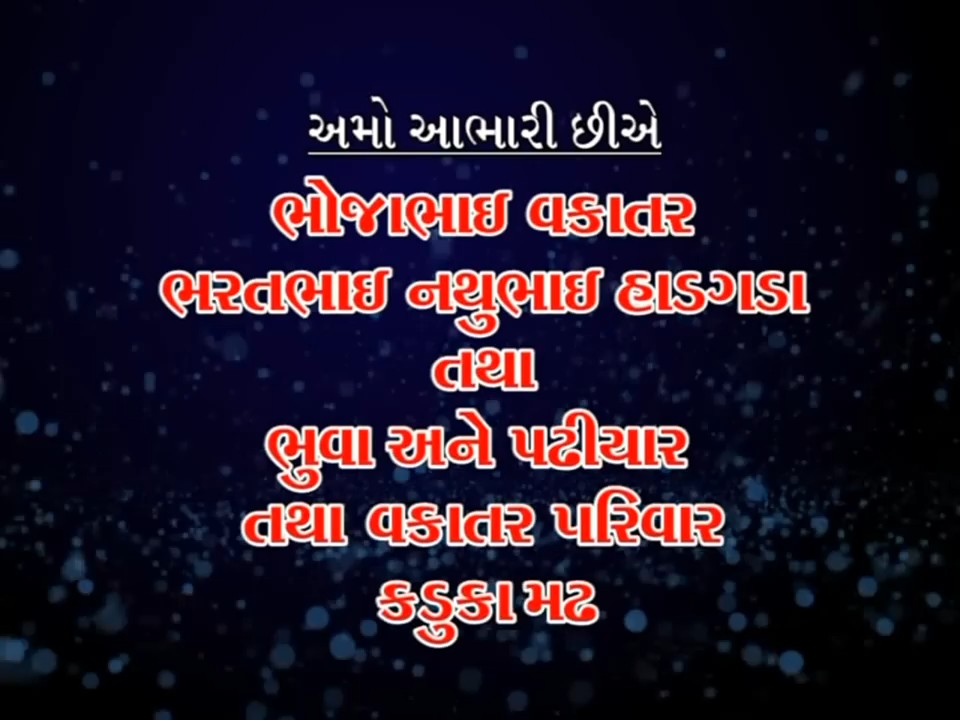 અમો આભારી છીએ
ભોજાભાઇ વકાતર
ભરતભાઇ નથુભાઇ હાડગડા
તથા
ભુવા અને પઢીયાર
તથા વકાતર પરિવાર
કડુકા મઢ